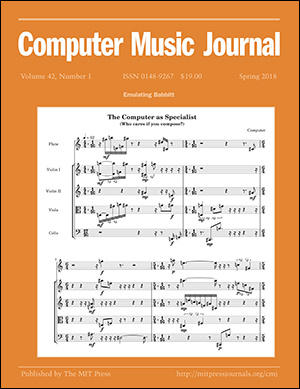 Computer Music Journal
Volume 42, Number 1 ISSN 0148-9267 $19.00 Spring 2018
Emulating Babbitt
The Computer as Specialist
(Who cares if you compose?)
Computer
Flute
Violin I
Violin II
Viola
Cello
Published by The MIT Press http://mitpressjournals.org/cmj